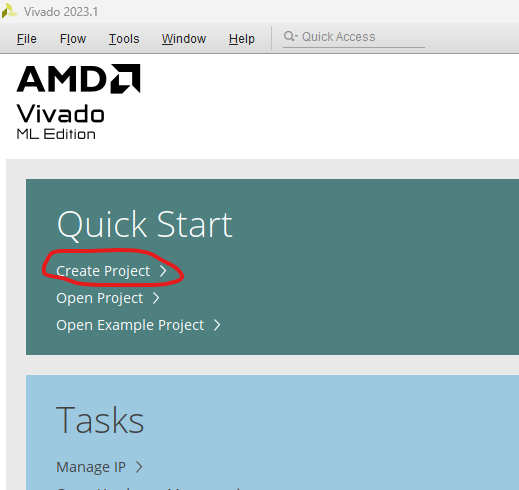 Vivado 2023.1
File Flow Tools Window Help Quick Access
AMD
Vivado
ML Edition
Quick Start
Create Project >
Open Project >
Open Example Project >
Tasks
Manage IP >